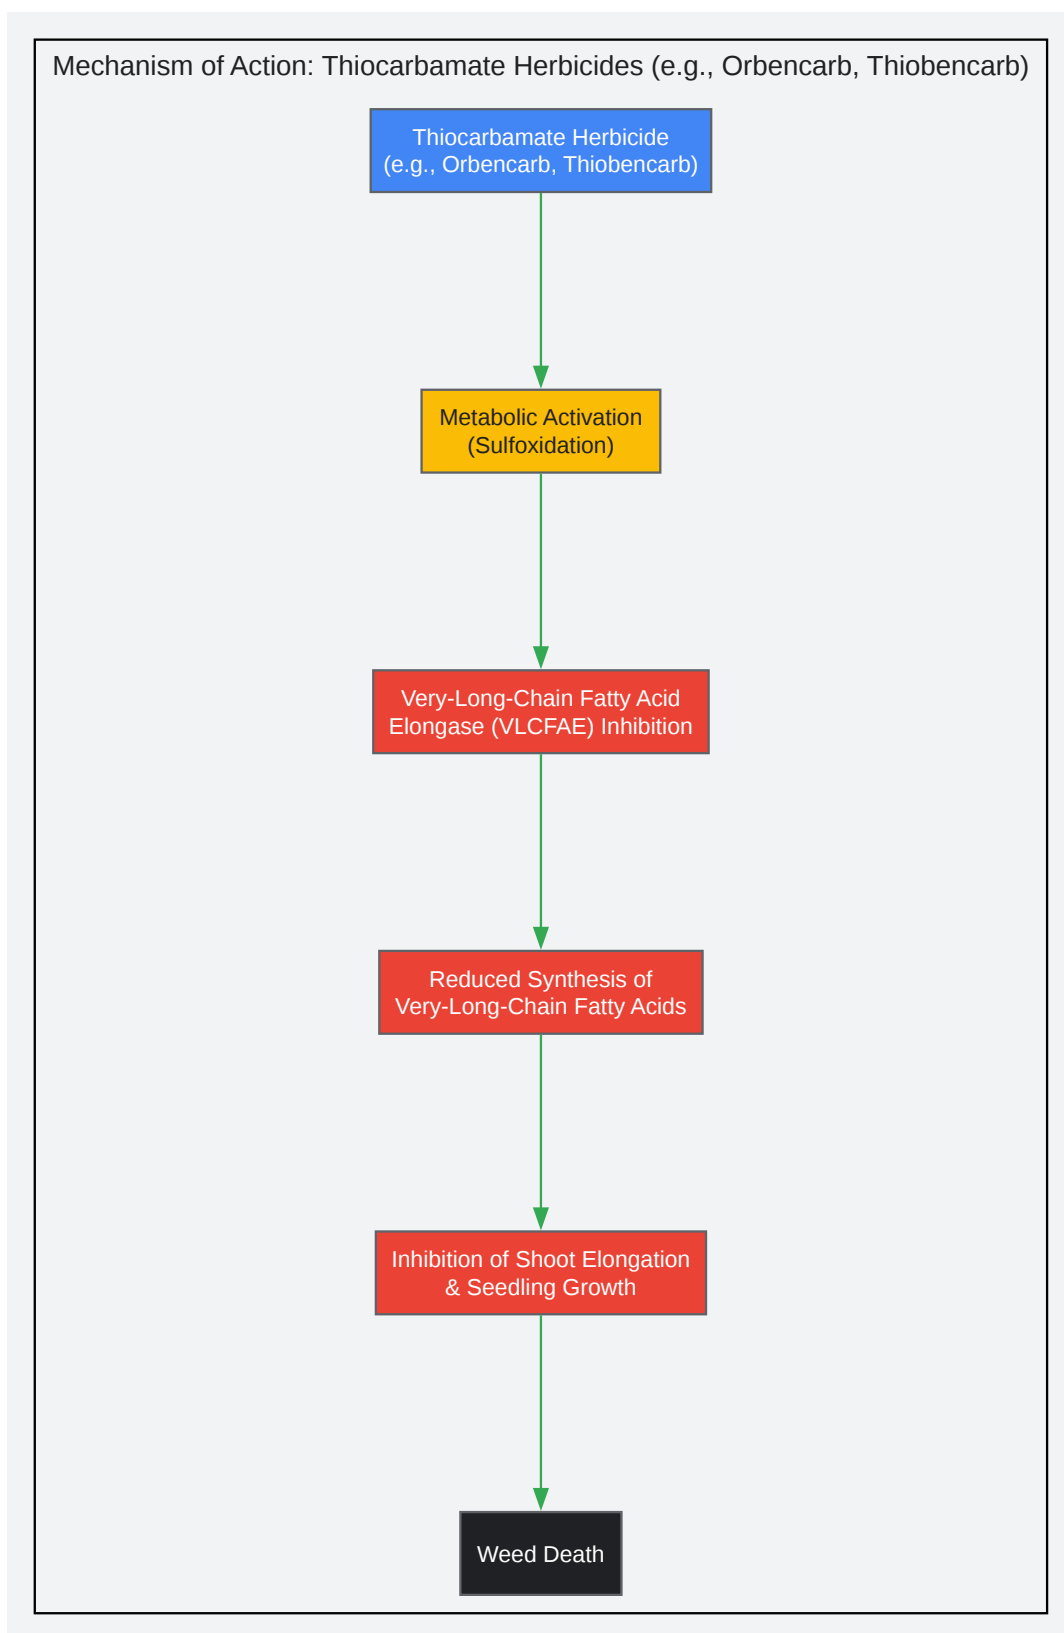 Mechanism of Action: Thiocarbamate Herbicides (e.g., Orbencarb, Thiobencarb)
Thiocarbamate Herbicide
(e.g., Orbencarb, Thiobencarb)
Metabolic Activation
(Sulfoxidation)
Very-Long-Chain Fatty Acid
Elongase (VLCFAE) Inhibition
Reduced Synthesis of
Very-Long-Chain Fatty Acids
Inhibition of Shoot Elongation
& Seedling Growth
Weed Death